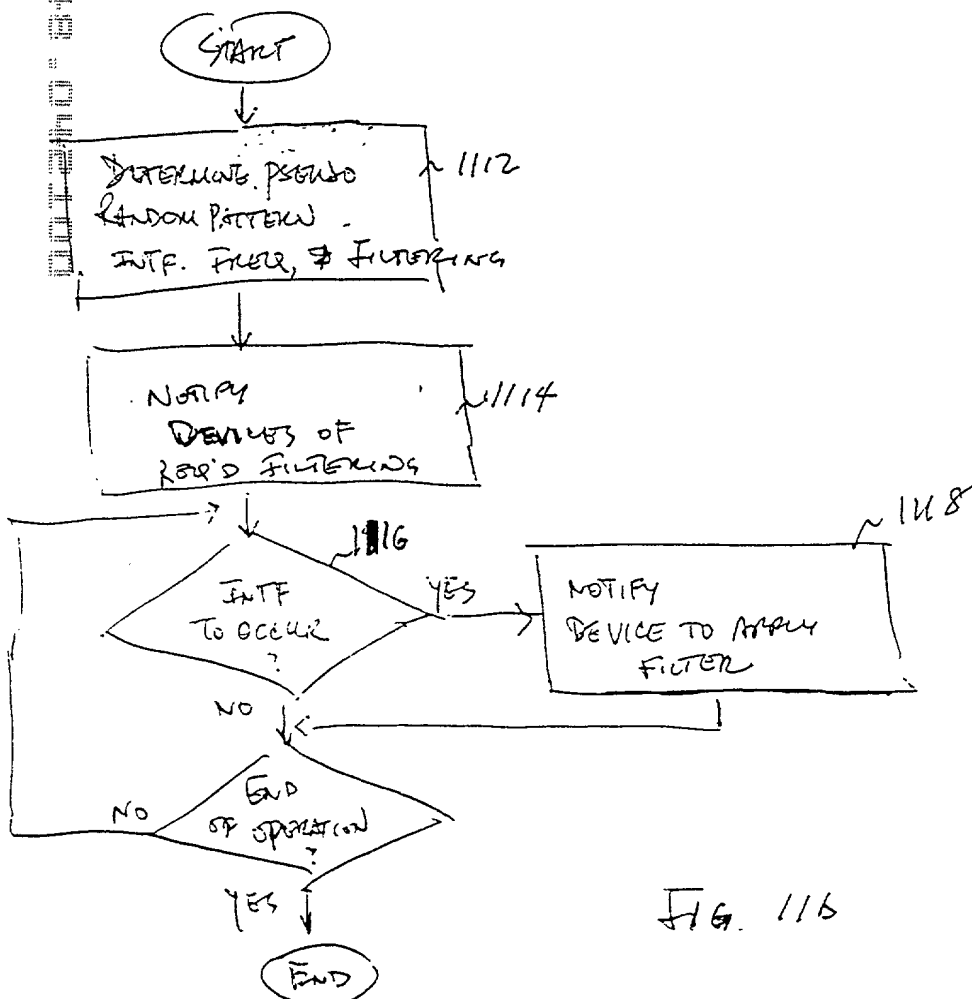 START
DETERMINE PSEUDO
RANDOM PATTERN
INTF. FREQ, & FILTERING
1112
NOTIFY
DEVICES OF
REQ'D FILTERING
1114
INTF
TO OCCUR
?
1116
YES
NO
NOTIFY
DEVICE TO APPLY
FILTER
1118
END
OF OPERATION
?
NO
YES
END
FIG. 11b